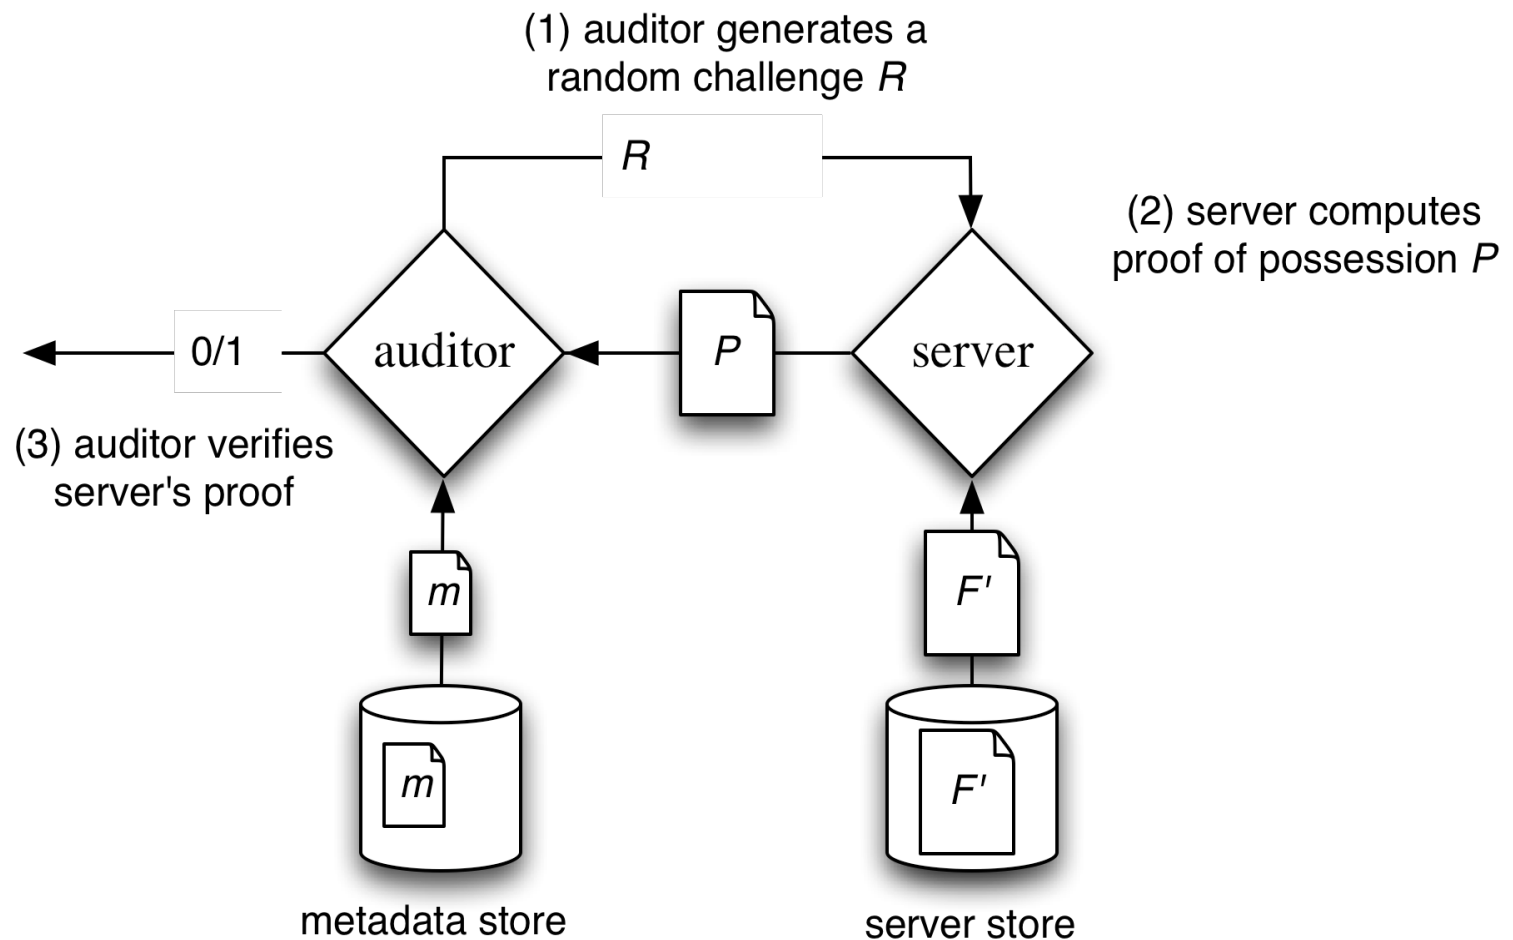 (1) auditor generates a
random challenge R
R
(2) server computes
proof of possession P
0/1
auditor
P
server
(3) auditor verifies
server's proof
m
F'
m
F'
metadata store
server store